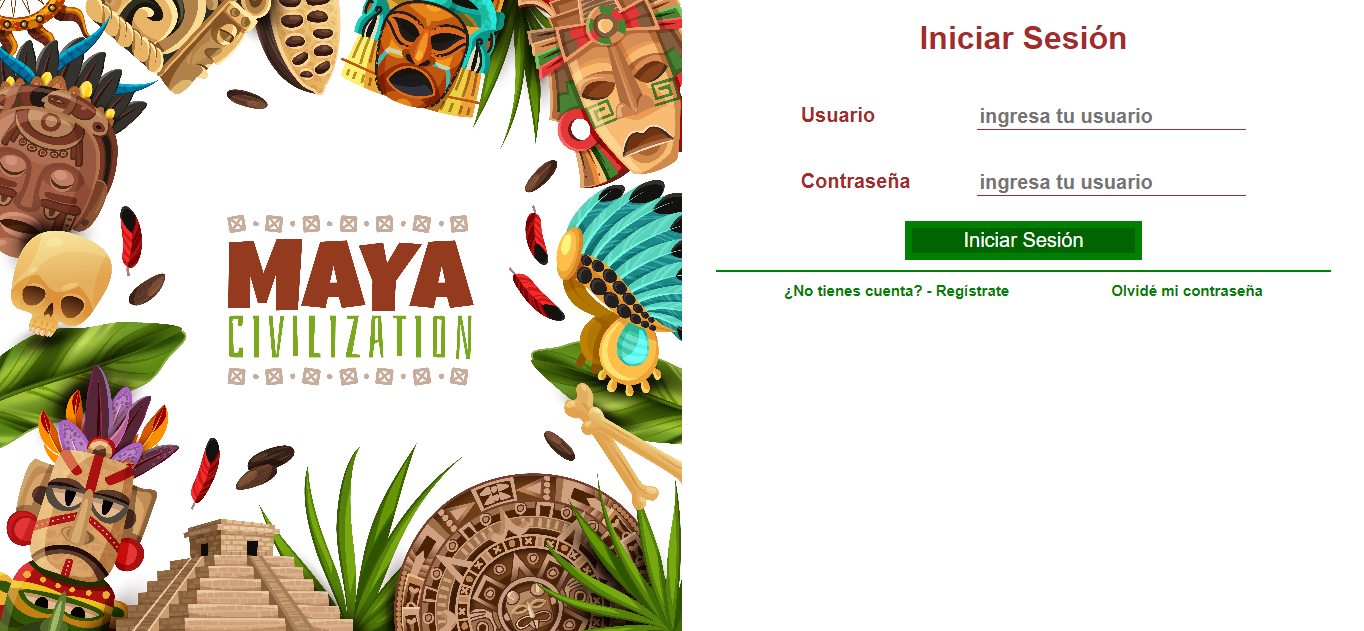 MAYA
CIVILIZATION
Iniciar Sesión
Usuario
ingresa tu usuario
Contraseña
ingresa tu usuario
Iniciar Sesión
¿No tienes cuenta? - Regístrate
Olvidé mi contraseña